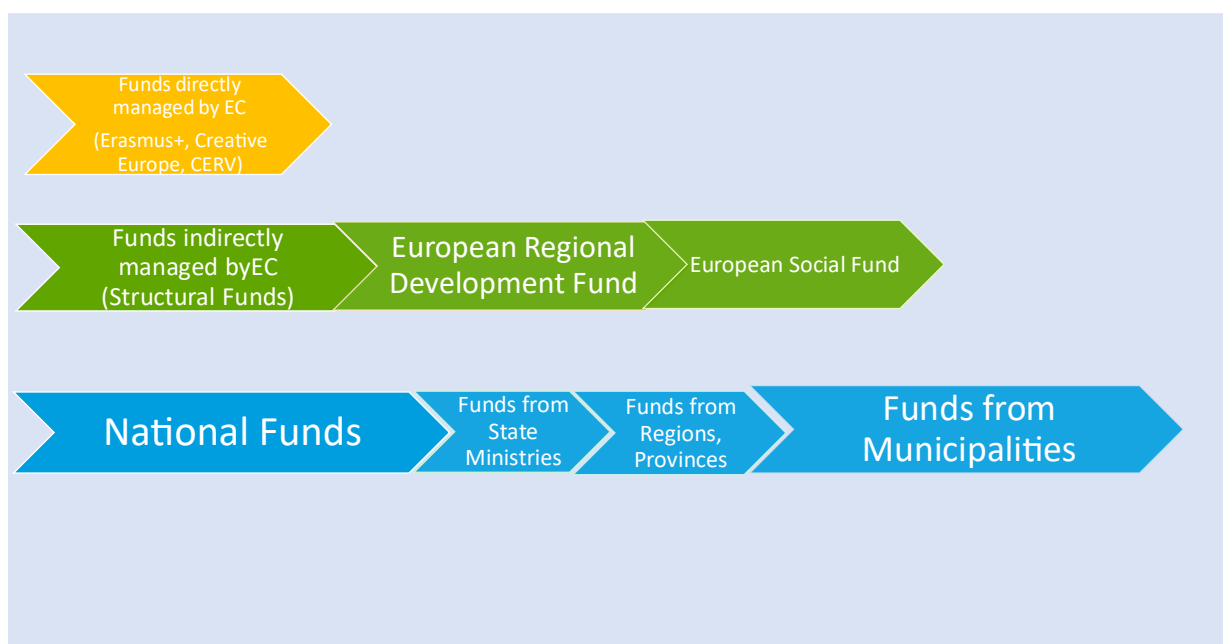 Funds directly
managed by EC
(Erasmus+, Creative
Europe, CERV)
Funds indirectly
managed byEC
(Structural Funds)
European Regional
Development Fund
European Social Fund
National Funds
Funds from
State
Ministries
Funds from
Regions,
Provinces
Funds from
Municipalities